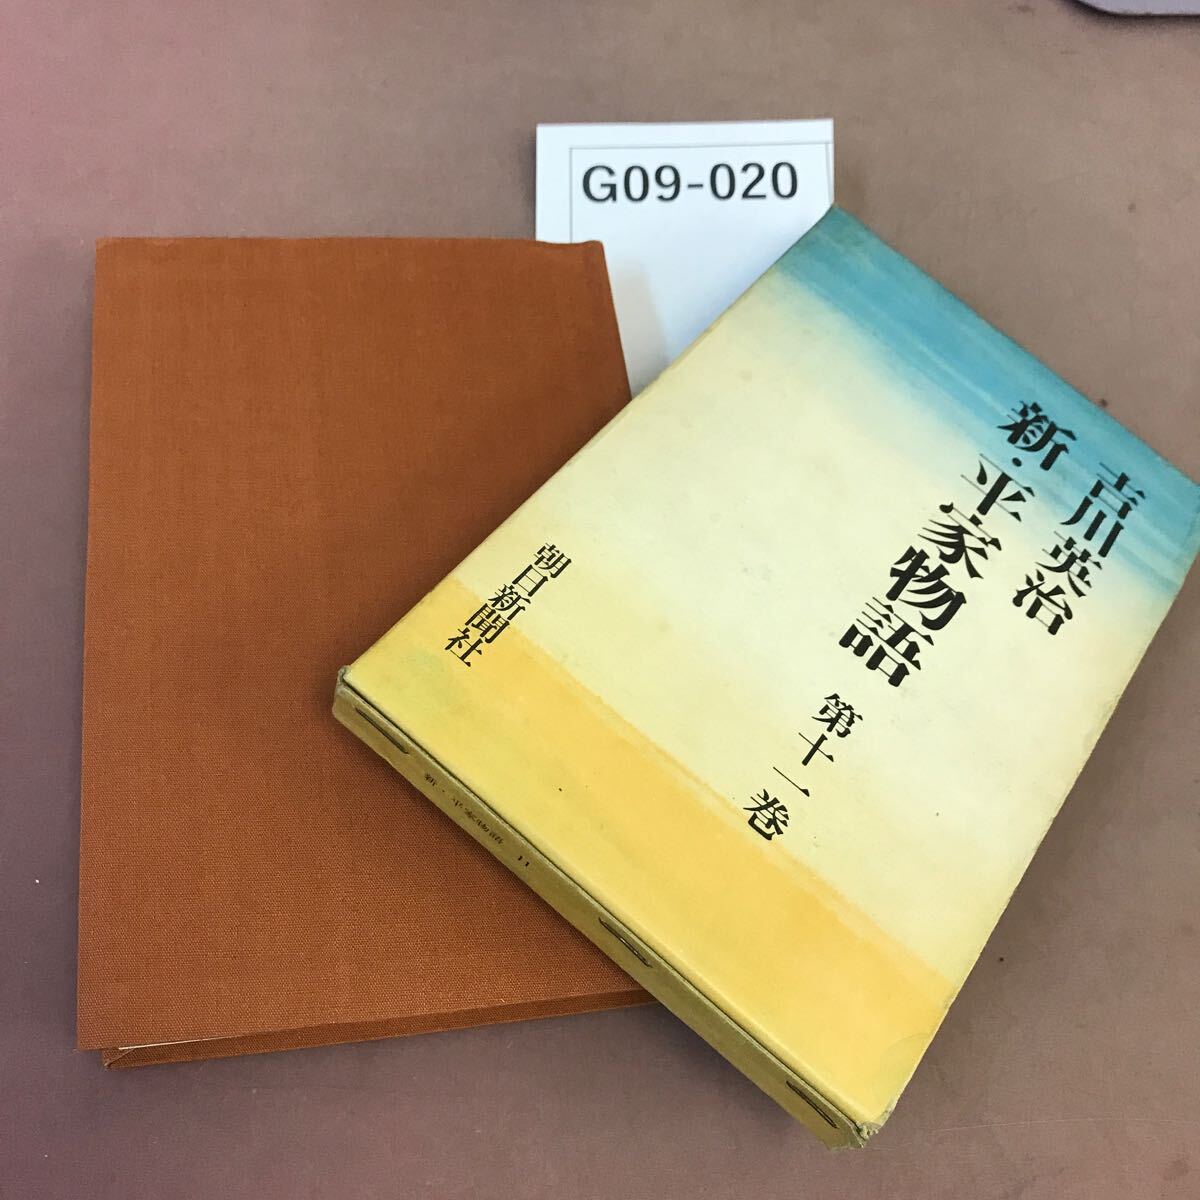 G09-020
吉川英治
新・平家物語 第十一巻
朝日新聞社
新・平家物語 11